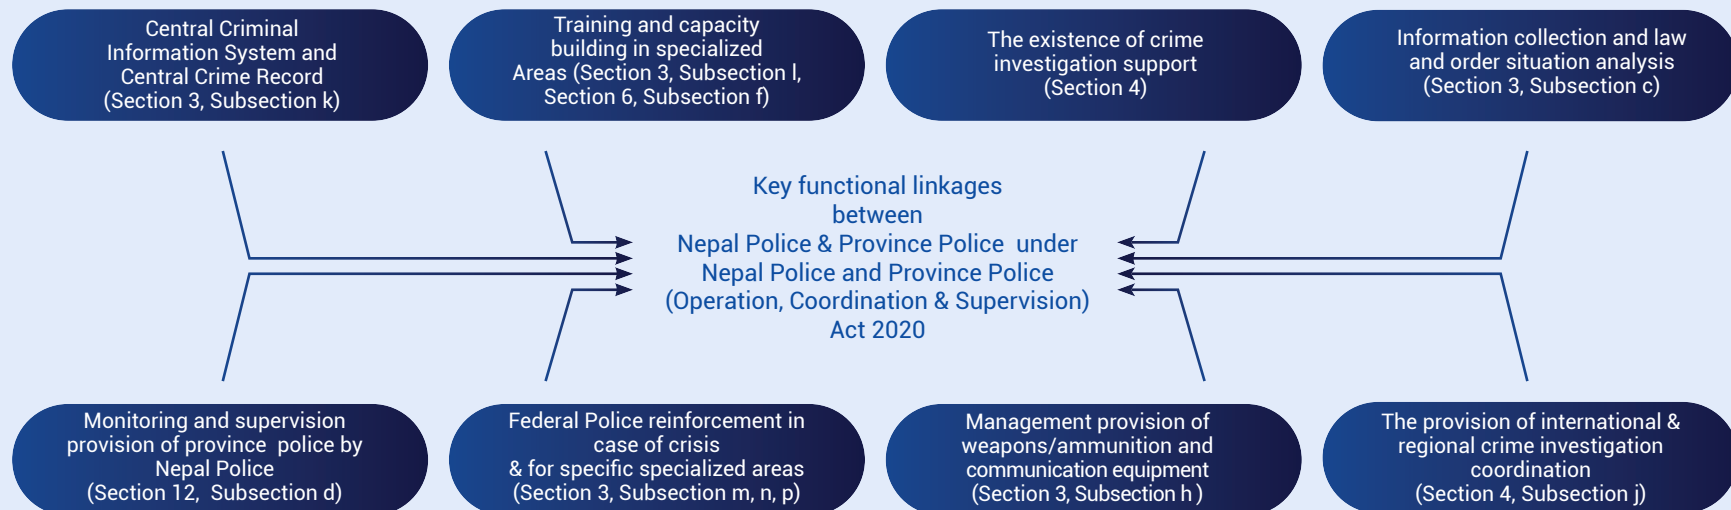 Central Criminal
Information System and
Central Crime Record
(Section 3, Subsection k)
Training and capacity
building in specialized
Areas (Section 3, Subsection l,
Section 6, Subsection f)
The existence of crime
investigation support
(Section 4)
Information collection and law
and order situation analysis
(Section 3, Subsection c)
Key functional linkages
between
Nepal Police & Province Police under
Nepal Police and Province Police
(Operation, Coordination & Supervision)
Act 2020
Monitoring and supervision
provision of province police by
Nepal Police
(Section 12, Subsection d)
Federal Police reinforcement in
case of crisis
& for specific specialized areas
(Section 3, Subsection m, n, p)
Management provision of
weapons/ammunition and
communication equipment
(Section 3, Subsection h )
The provision of international &
regional crime investigation
coordination
(Section 4, Subsection j)